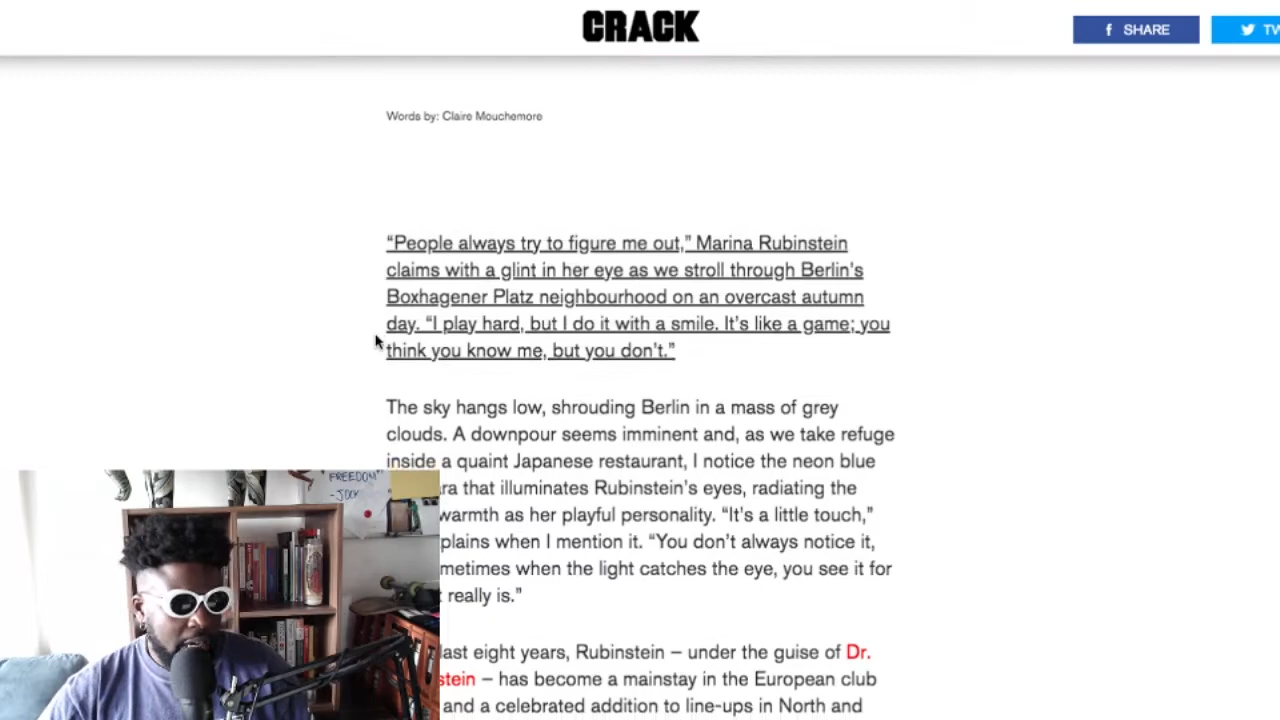 CRACK
SHARE
TW
Words by: Claire Mouchemore
“People always try to figure me out,” Marina Rubinstein
claims with a glint in her eye as we stroll through Berlin’s
Boxhagener Platz neighbourhood on an overcast autumn
day. “I play hard, but I do it with a smile. It’s like a game; you
think you know me, but you don’t.”
The sky hangs low, shrouding Berlin in a mass of grey
clouds. A downpour seems imminent and, as we take refuge
inside a quaint Japanese restaurant, I notice the neon blue
ra that illuminates Rubinstein’s eyes, radiating the
warmth as her playful personality. “It’s a little touch,”
plains when I mention it. “You don’t always notice it,
metimes when the light catches the eye, you see it for
t really is.”
last eight years, Rubinstein – under the guise of Dr.
stein – has become a mainstay in the European club
and a celebrated addition to line-ups in North and
"FREEDOM"